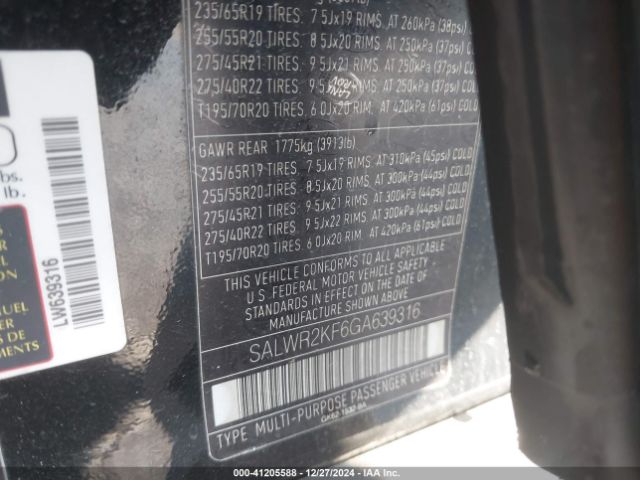 235/65R19 TIRES. 7 5Jx19 RIMS. AT 260kPa (38psi)
255/55R20 TIRES. 8 5Jx20 RIMS. AT 250kPa (37psi) C
275/45R21 TIRES. 9 5Jx21 RIMS. AT 250kPa (37psi) C
275/40R22 TIRES. 9 5Jx22 RIMS. AT 250kPa (37psi) CO
T195/70R20 TIRES. 6.0Jx20 RIM. AT 420kPa (61psi) COLD
GAWR REAR 1775kg (3913lb)
235/65R19 TIRES. 7 5Jx19 RIMS. AT 310kPa (45psi) COLD
255/55R20 TIRES. 8 5Jx20 RIMS. AT 300kPa (44psi) COLD
275/45R21 TIRES. 9 5Jx21 RIMS. AT 300kPa (44psi) COLD
275/40R22 TIRES. 9 5Jx22 RIMS. AT 300kPa (44psi) COLD
T195/70R20 TIRES. 6 0Jx20 RIM. AT 420kPa (61psi) COLD
THIS VEHICLE CONFORMS TO ALL APPLICABLE
U S FEDERAL MOTOR VEHICLE SAFETY
STANDARDS IN EFFECT ON THE DATE OF
MANUFACTURE SHOWN ABOVE.
SALWR2KF6GA639316
TYPE MULTI-PURPOSE PASSENGER VEHICLE
bs.
lb.
LW639316
UEL
ER
S DE
EMENTS
000-41205588 - 12/27/2024 - IAA Inc.